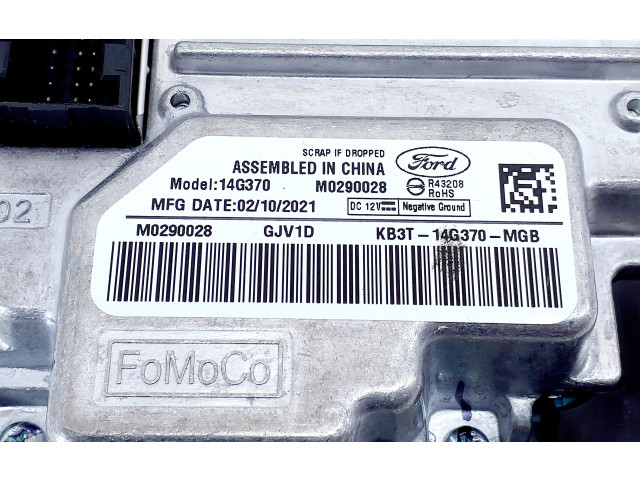 SCRAP IF DROPPED
ASSEMBLED IN CHINA
Ford
Model:14G370 M0290028
R43208
RoHS
MFG DATE:02/10/2021
DC 12V
Negative Ground
M0290028 GJV1D KB3T-14G370-MGB
02
FoMoCo